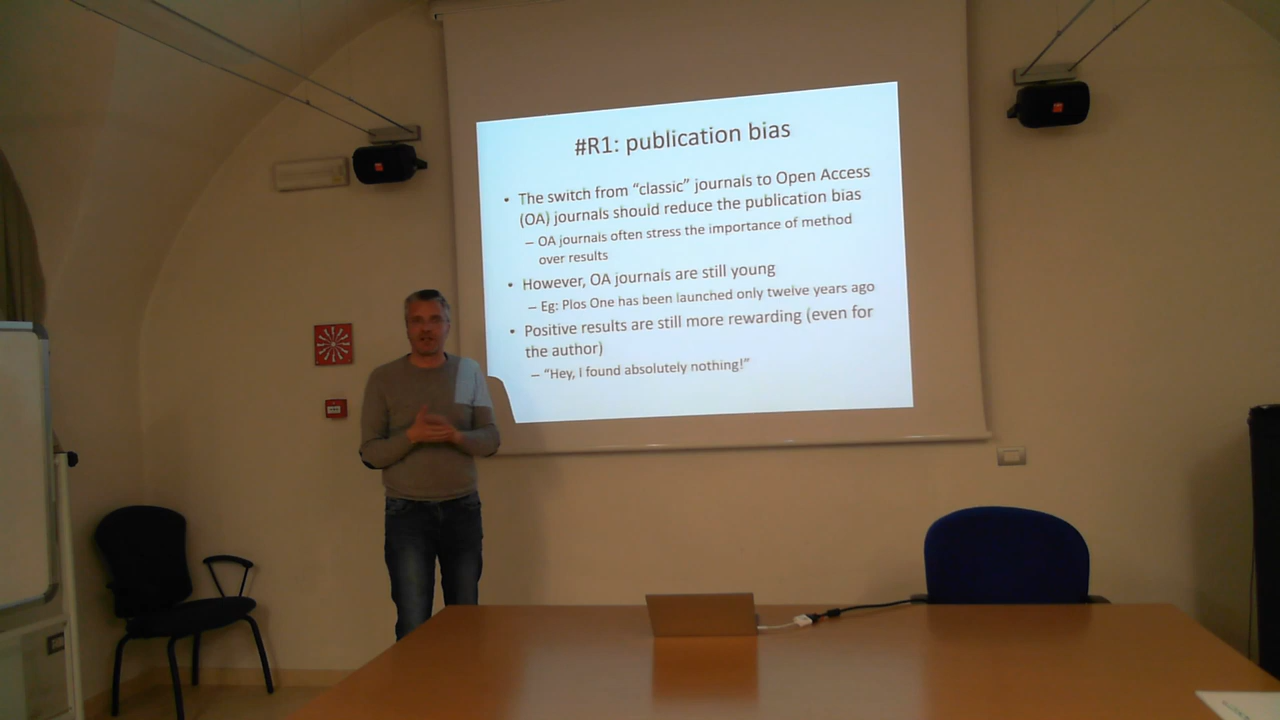 #R1: publication bias
• The switch from “classic” journals to Open Access
(OA) journals should reduce the publication bias
– OA journals often stress the importance of method
over results
• However, OA journals are still young
– Eg: Plos One has been launched only twelve years ago
• Positive results are still more rewarding (even for
the author)
– “Hey, I found absolutely nothing!”